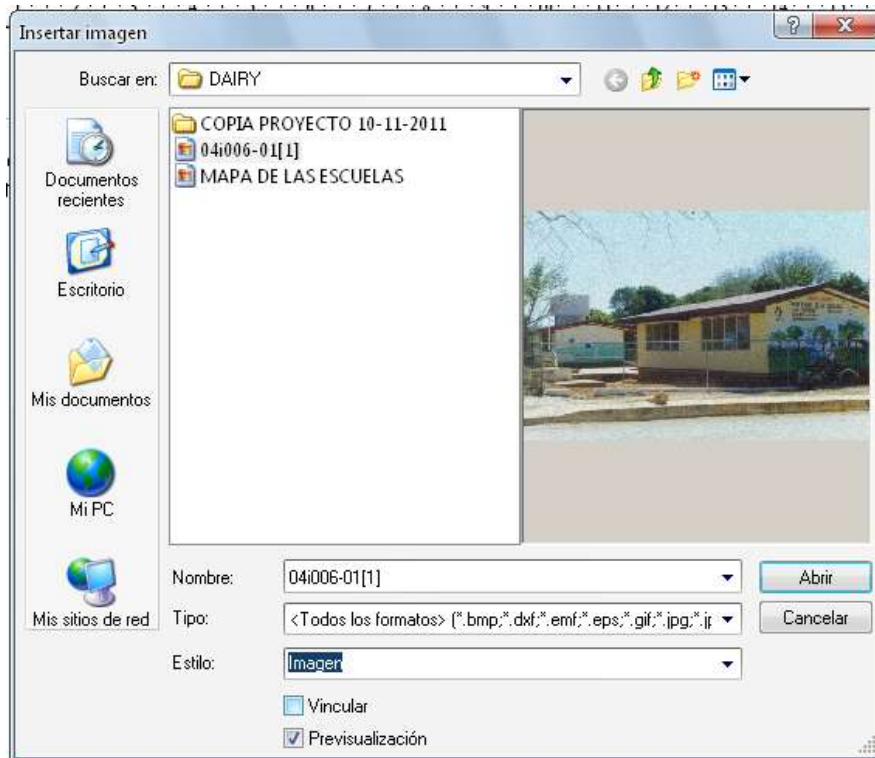 Insertar imagen
Buscar en: DAIRY
COPIA PROYECTO 10-11-2011
04i006-01[1]
MAPA DE LAS ESCUELAS
Documentos
recientes
Escritorio
Mis documentos
Mi PC
Mis sitios de red
Nombre: 04i006-01[1]
Abrir
Tipo: <Todos los formatos> (*.bmp;*.dxf;*.emf;*.eps;*.gif;*.jpg;*.jp
Cancelar
Estilo: Imagen
Vincular
Previsualización